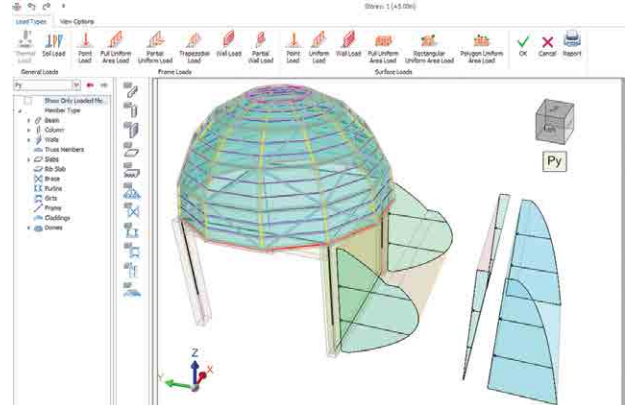 Storey: 1 (+3.00m)
Load Types View Options
Thermal Load
Soil Load
Point Load
Full Uniform Load
Partial Uniform Load
Trapezoidal Load
Wall Load
Partial Wall Load
Point Load
Uniform Load
Wall Load
Full Uniform Area Load
Rectangular Uniform Area Load
Polygon Uniform Area Load
OK
Cancel
Report
General Loads Frame Loads Surface Loads
Py
Show Only Loaded Me...
Member Type
Beam
Column
Walls
Truss Members
Slabs
Rib Slab
Brace
Purlins
Girts
Frame
Claddings
Domes
Py
Z
X
Y